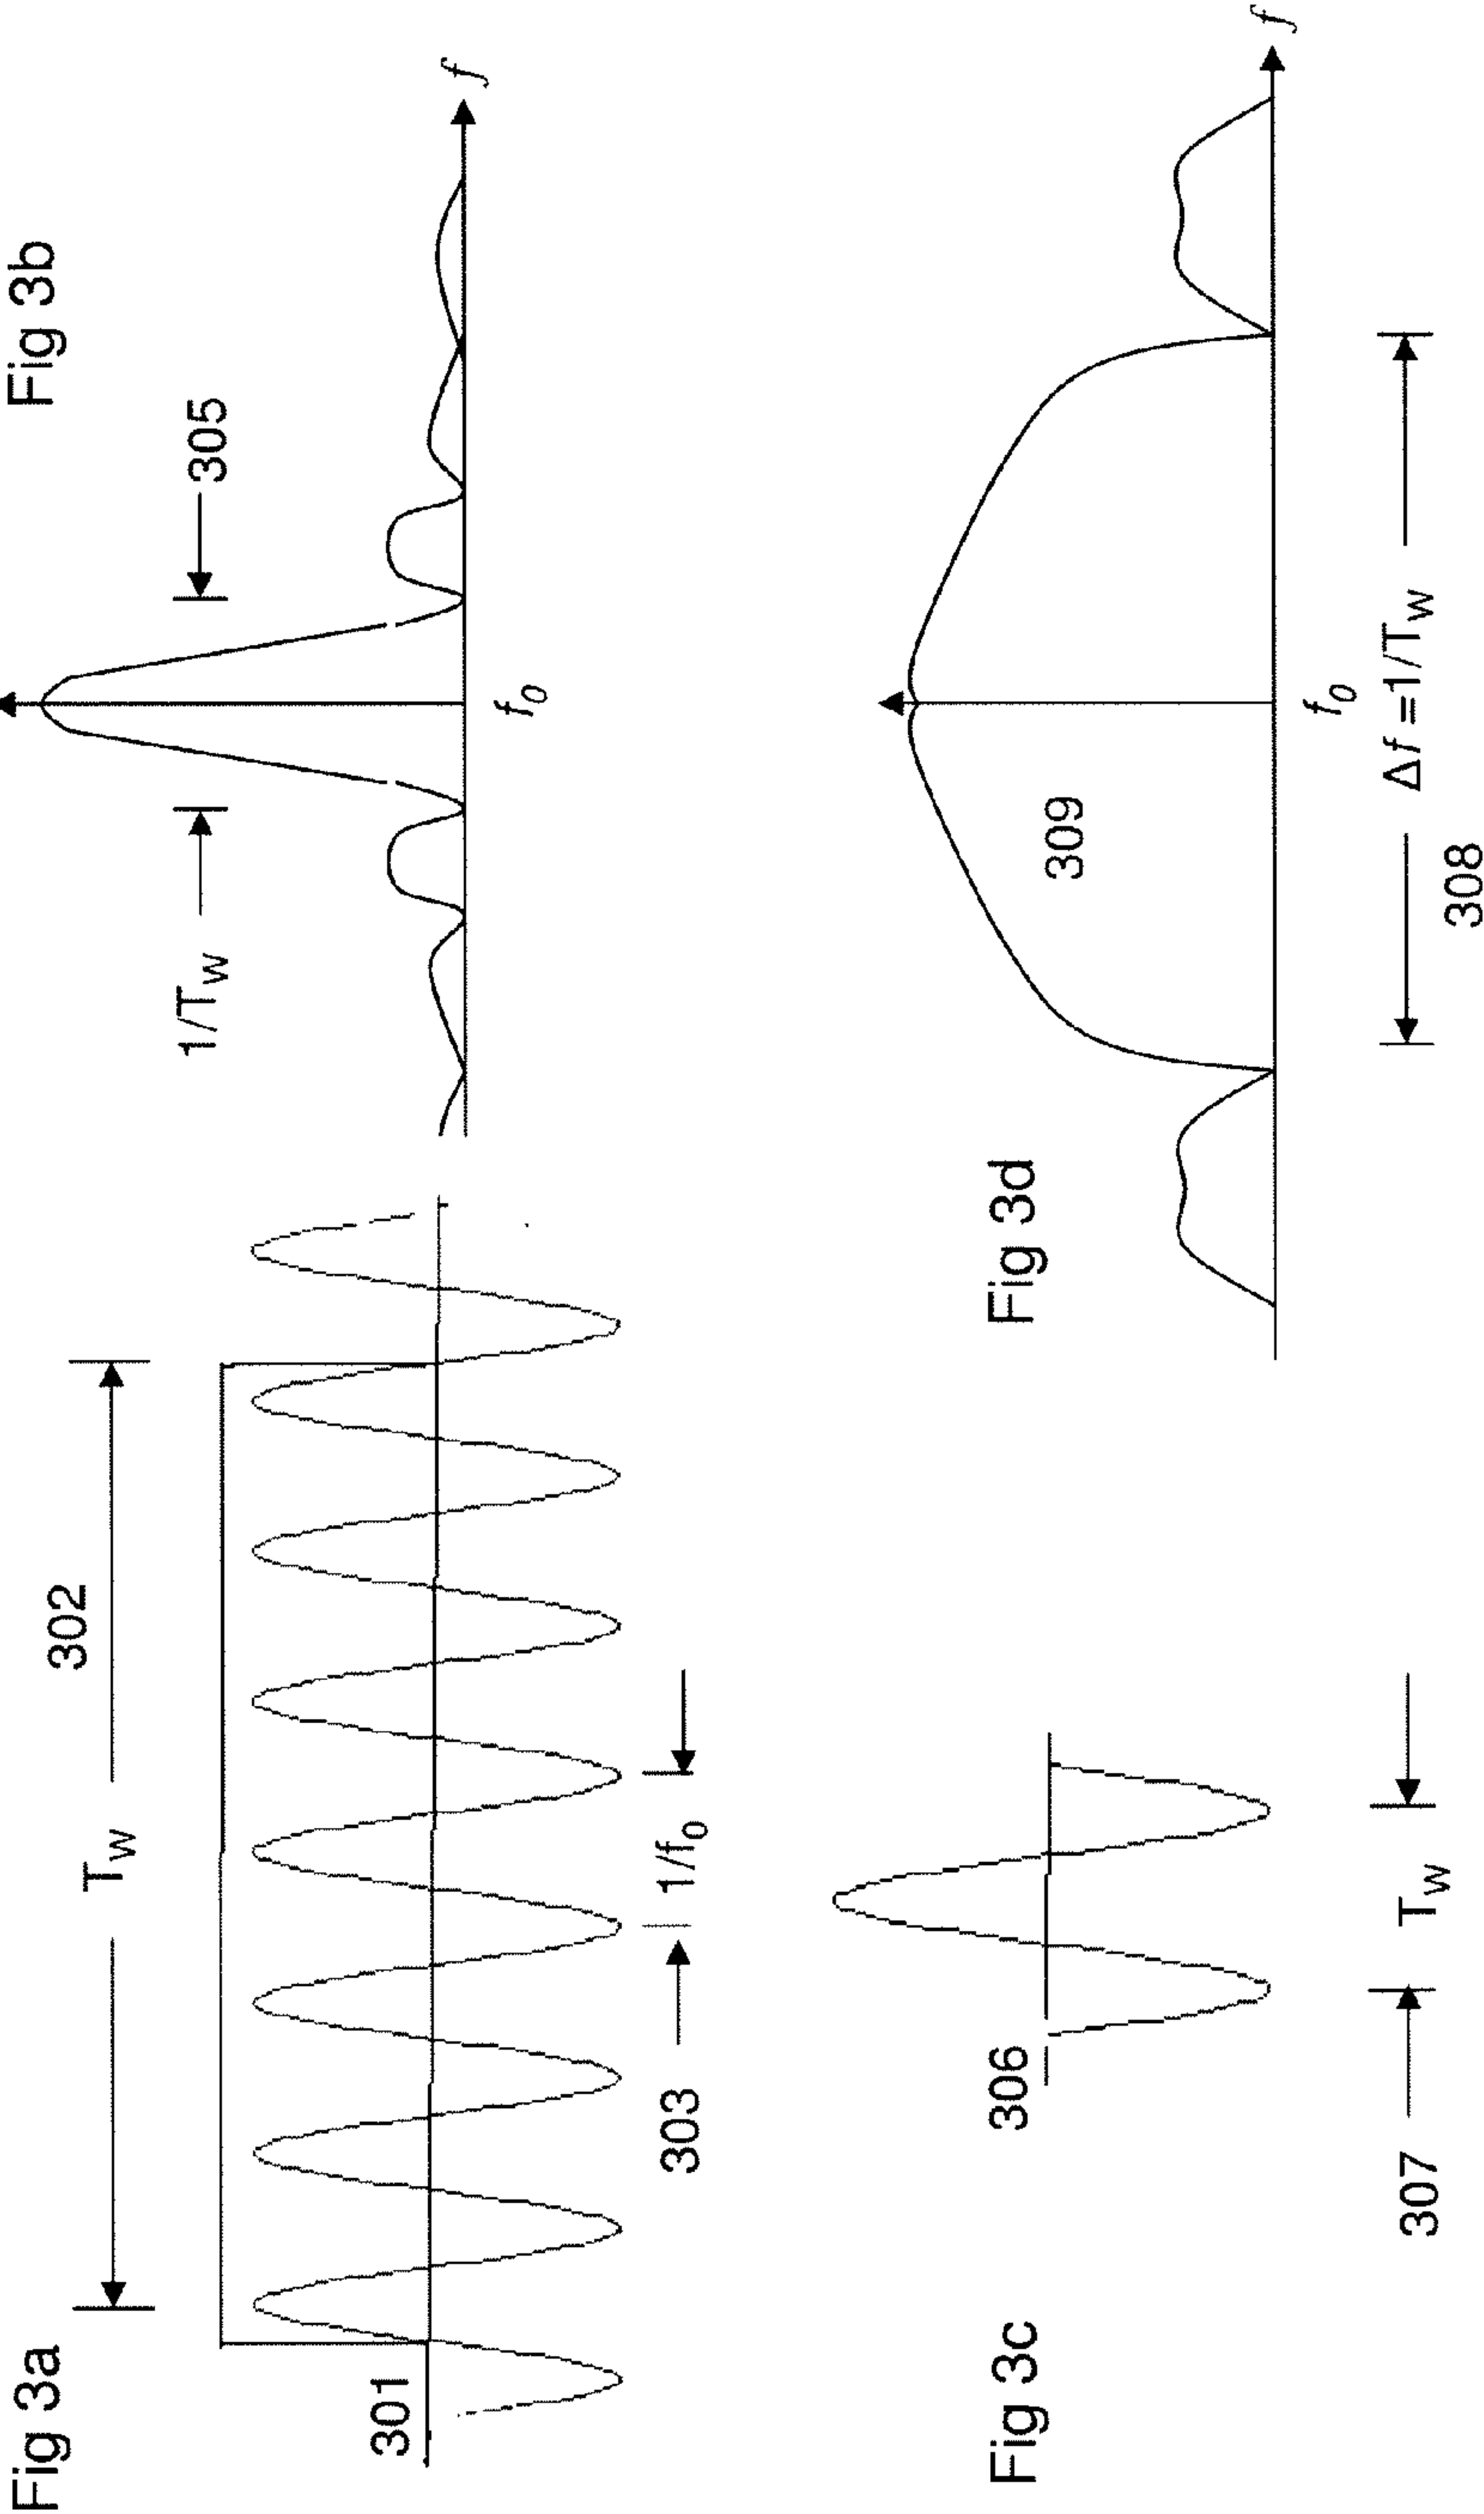 Fig 3a
T_W
302
301
303
1/f_0
Fig 3b
1/T_W
305
f_0
f
Fig 3c
306
307
T_W
Fig 3d
309
f_0
f
Δf=1/T_W
308